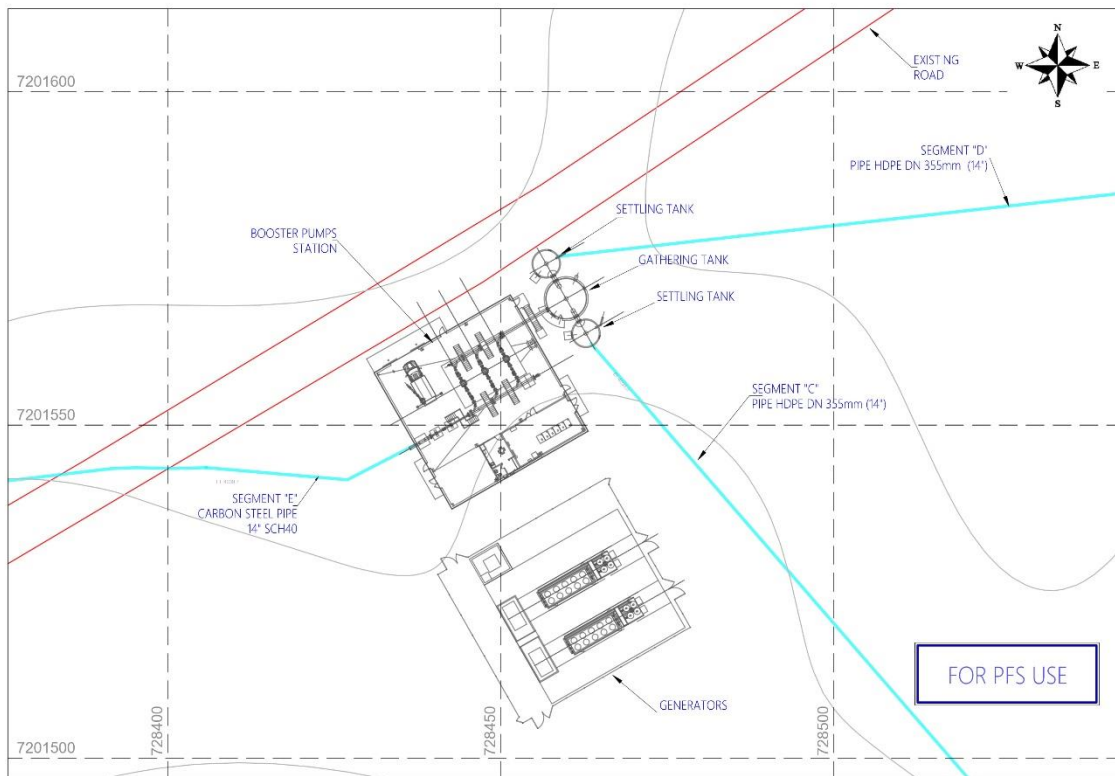 N
W E
S
7201600
EXIST NG
ROAD
SEGMENT "D"
PIPE HDPE DN 355mm (14")
SETTLING TANK
BOOSTER PUMPS
STATION
GATHERING TANK
SETTLING TANK
SEGMENT "C"
PIPE HDPE DN 355mm (14")
7201550
SEGMENT "E"
CARBON STEEL PIPE
14" SCH40
FOR PFS USE
GENERATORS
728400
728450
728500
7201500